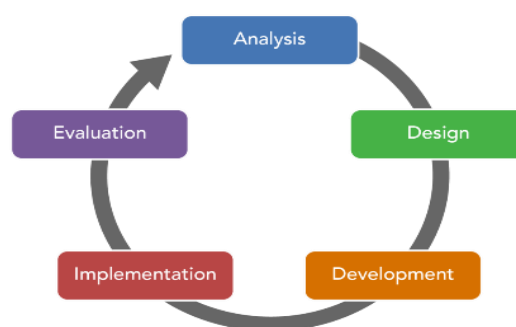 Analysis
Design
Development
Implementation
Evaluation